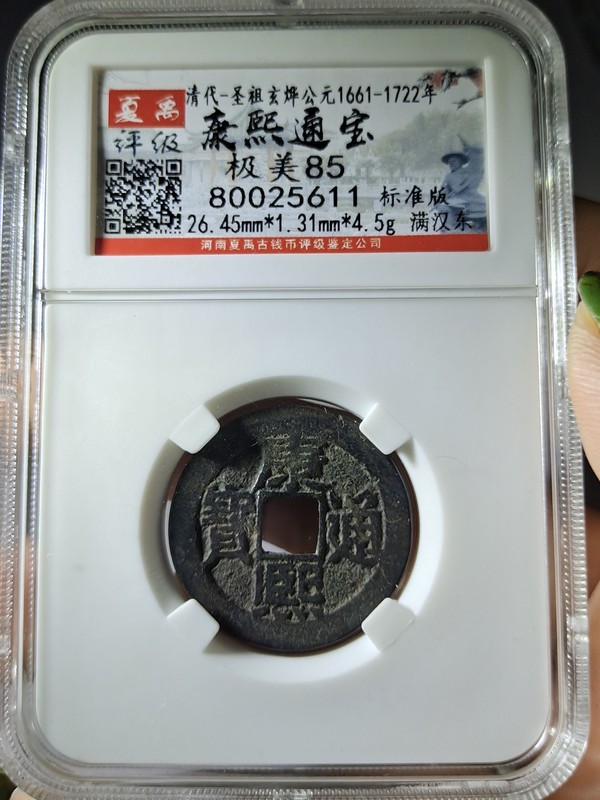 清代-圣祖玄烨公元1661-1722年
夏禹
评级
康熙通宝
极美85
80025611 标准版
26.45mm*1.31mm*4.5g 满汉东
河南夏禹古钱币评级鉴定公司
康
熙
通
寶